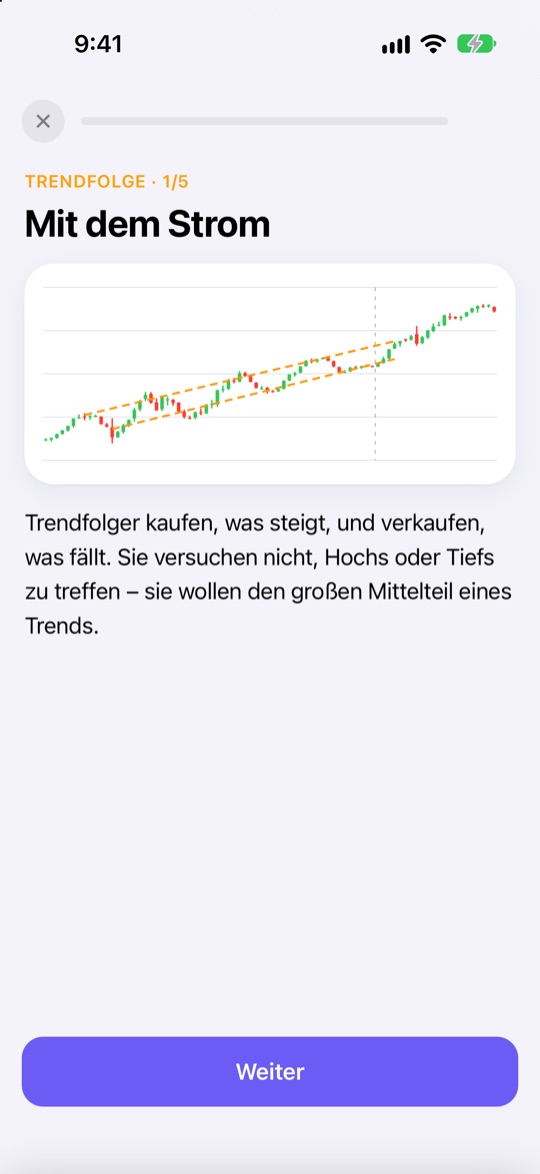 9:41
TRENDFOLGE · 1/5
Mit dem Strom
Trendfolger kaufen, was steigt, und verkaufen,
was fällt. Sie versuchen nicht, Hochs oder Tiefs
zu treffen – sie wollen den großen Mittelteil eines
Trends.
Weiter